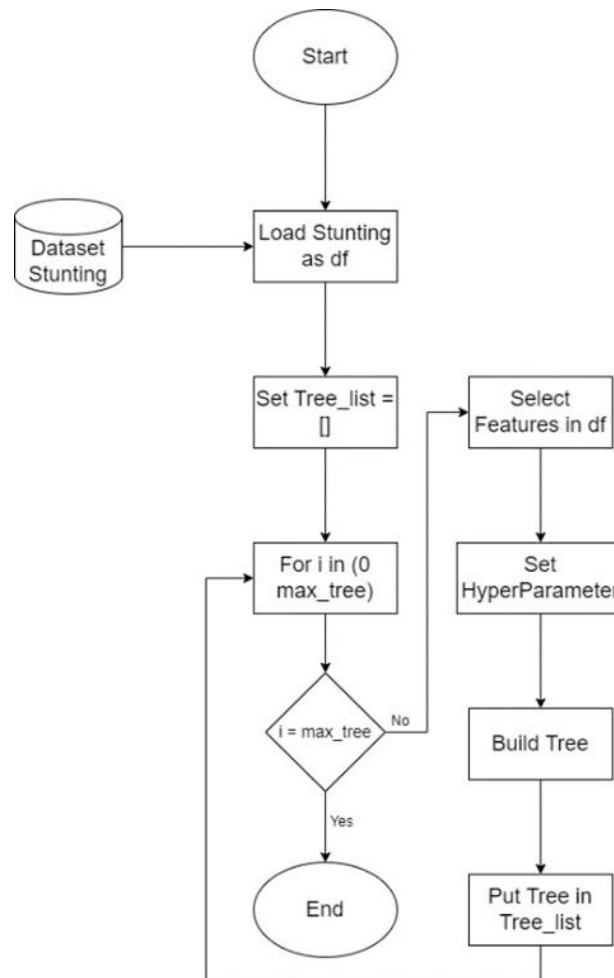 Start
Dataset
Stunting
Load Stunting
as df
Set Tree_list =
[]
For i in (0
max_tree)
i = max_tree
No
Yes
End
Select
Features in df
Set
HyperParameter
Build Tree
Put Tree in
Tree_list